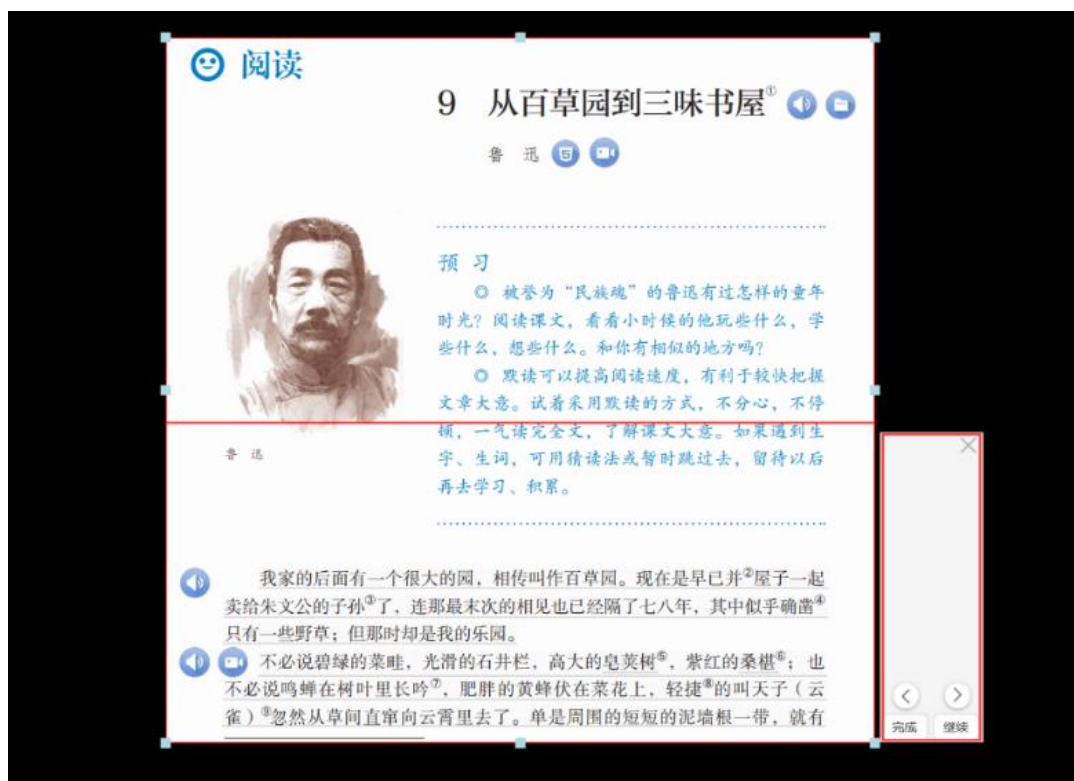 阅读
9 从百草园到三味书屋①
鲁 迅
预 习
◎ 被誉为“民族魂”的鲁迅有过怎样的童年
时光？阅读课文，看看小时候的他玩些什么，学
些什么，想些什么。和你有相似的地方吗？
◎ 默读可以提高阅读速度，有利于较快把握
文章大意。试着采用默读的方式，不分心，不停
顿，一气读完全文，了解课文大意。如果遇到生
字、生词，可用猜读法或暂时跳过去，留待以后
再去学习、积累。
鲁 迅
我家的后面有一个很大的园，相传叫作百草园。现在是早已并②屋子一起
卖给朱文公的子孙③了，连那最末次的相见也已经隔了七八年，其中似乎确凿④
只有一些野草；但那时却是我的乐园。
不必说碧绿的菜畦，光滑的石井栏，高大的皂荚树⑤，紫红的桑椹⑥；也
不必说鸣蝉在树叶里长吟⑦，肥胖的黄蜂伏在菜花上，轻捷⑧的叫天子（云
雀）⑨忽然从草间直窜向云霄里去了。单是周围的短短的泥墙根一带，就有
完成 继续